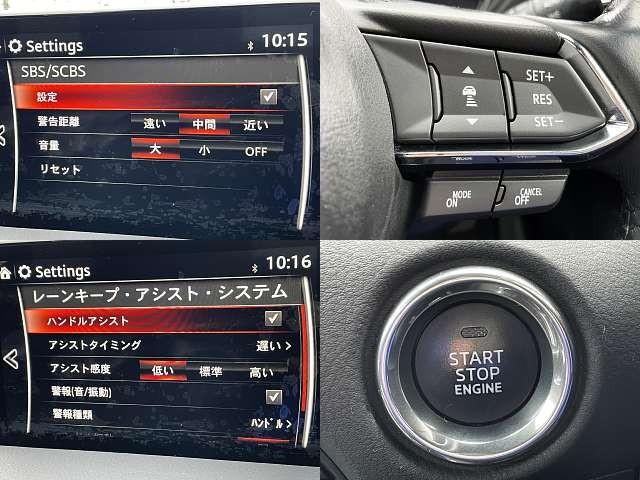 Settings 10:15
SBS/SCBS
設定
警告距離 遠い 中間 近い
音量 大 小 OFF
リセット
SET+
RES
SET−
MODE ON
CANCEL OFF
Settings 10:16
レーンキープ・アシスト・システム
ハンドルアシスト
アシストタイミング 遅い
アシスト感度 低い 標準 高い
警報(音/振動)
警報種類 ﾊﾝﾄﾞﾙ
START
STOP
ENGINE